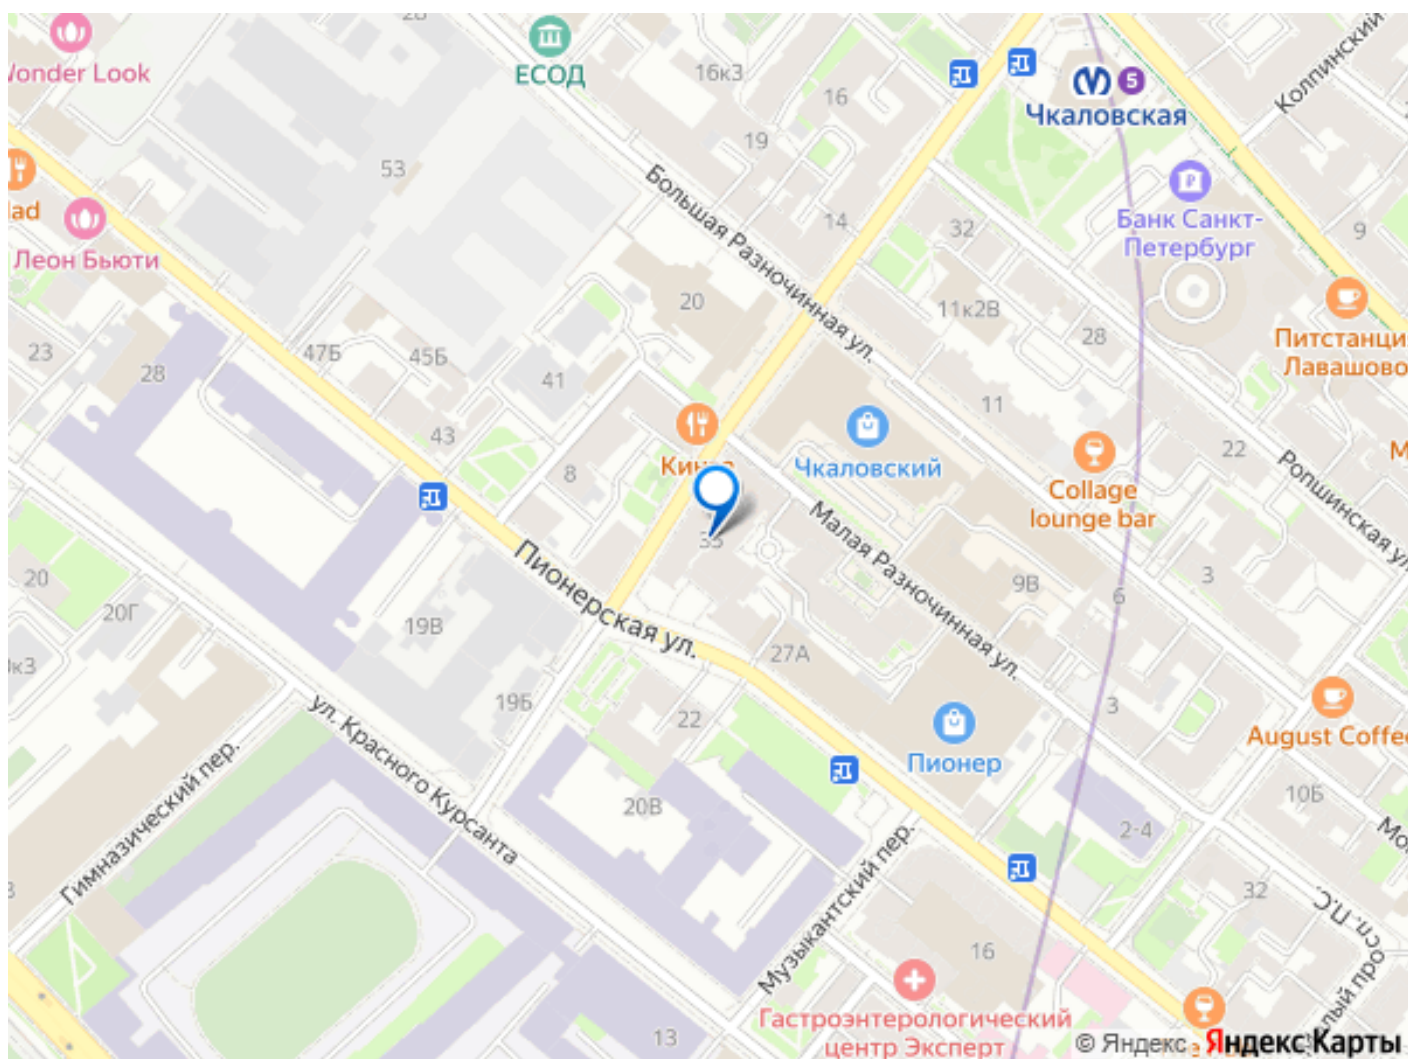 Wonder Look
ЕСОД
16к3
16
19
14
53
5
Чкаловская
Колпинский
Банк Санкт-
Петербург
9
32
Леон Бьюти
Большая Разночинная ул.
20
11к2В
28
Питстанция
Лавашово
23
28
47Б
45Б
41
43
11
22
Чкаловский
Collage
lounge bar
Ропшинская ул.
8
33
Малая Разночинная ул.
Пионерская ул.
9В
6
3
20
20Г
19В
19Б
27А
22
3
Пионер
August Coffee
ул. Красного Курсанта
Гимназический пер.
20В
Музыкантский пер.
2-4
10Б
32
16
13
Гастроэнтерологический
центр Эксперт
© Яндекс
Яндекс Карты